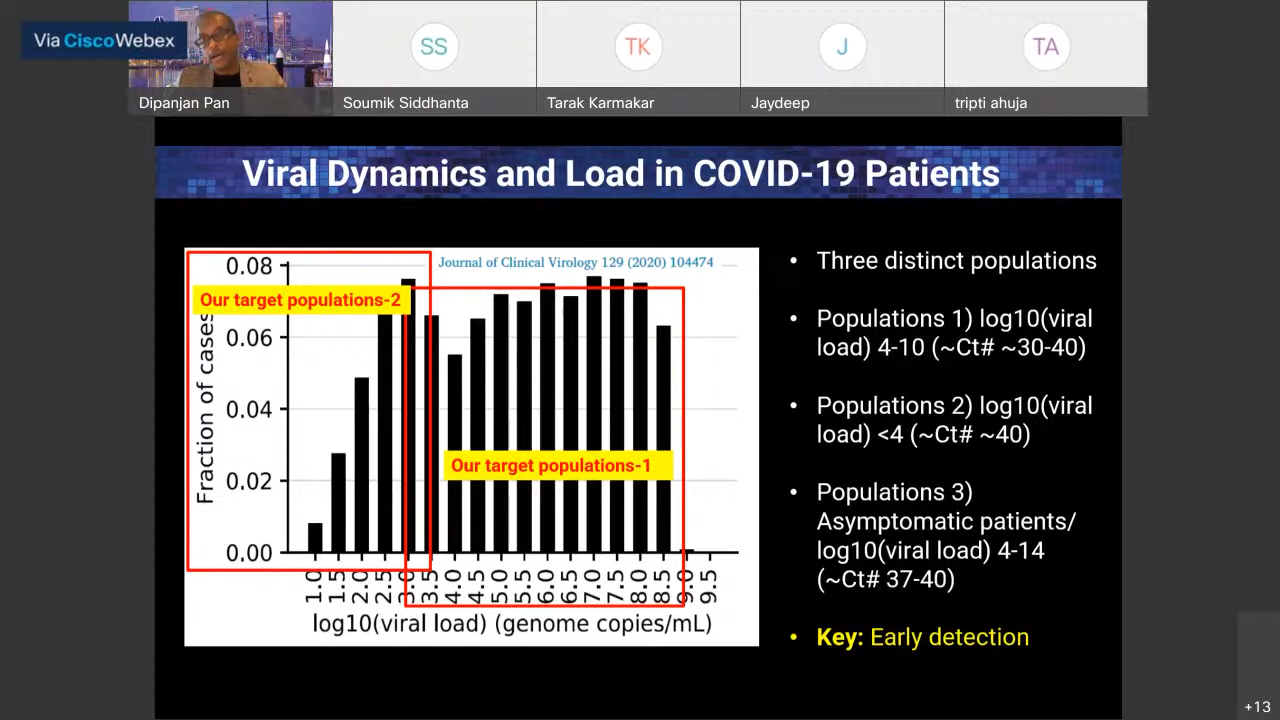 Via Cisco Webex
SS
TK
J
TA
Dipanjan Pan
Soumik Siddhanta
Tarak Karmakar
Jaydeep
tripti ahuja
Viral Dynamics and Load in COVID-19 Patients
Journal of Clinical Virology 129 (2020) 104474
Our target populations-2
Our target populations-1
Fraction of cases
0.08
0.06
0.04
0.02
0.00
1.0
1.5
2.0
2.5
3.0
3.5
4.0
4.5
5.0
5.5
6.0
6.5
7.0
7.5
8.0
8.5
9.0
9.5
log10(viral load) (genome copies/mL)
• Three distinct populations
• Populations 1) log10(viral
load) 4-10 (~Ct# ~30-40)
• Populations 2) log10(viral
load) <4 (~Ct# ~40)
• Populations 3)
Asymptomatic patients/
log10(viral load) 4-14
(~Ct# 37-40)
• Key: Early detection
+13